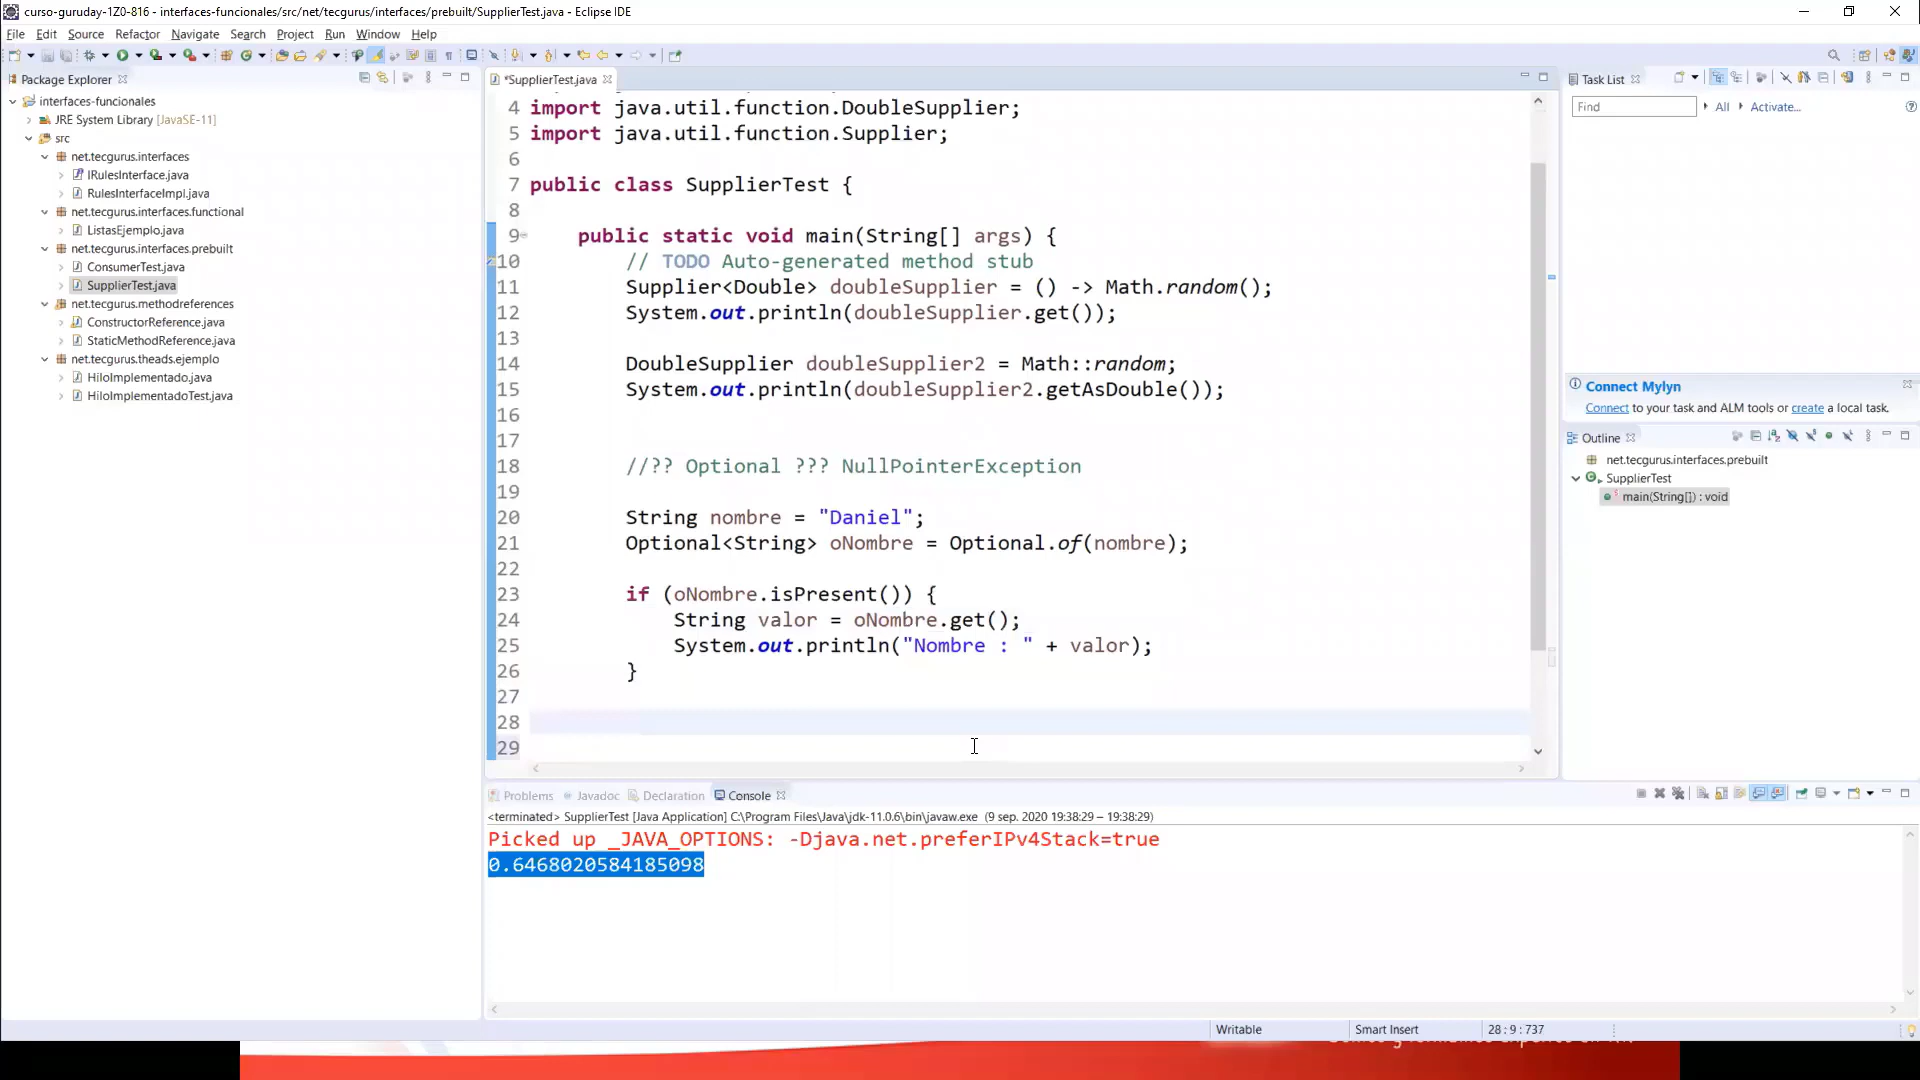 curso-guruday-1Z0-816 - interfaces-funcionales/src/net/tecgurus/interfaces/prebuilt/SupplierTest.java - Eclipse IDE
File Edit Source Refactor Navigate Search Project Run Window Help
Package Explorer
interfaces-funcionales
JRE System Library [JavaSE-11]
src
net.tecgurus.interfaces
IRulesInterface.java
RulesInterfaceImpl.java
net.tecgurus.interfaces.functional
ListasEjemplo.java
net.tecgurus.interfaces.prebuilt
ConsumerTest.java
SupplierTest.java
net.tecgurus.methodreferences
ConstructorReference.java
StaticMethodReference.java
net.tecgurus.theads.ejemplo
HiloImplementado.java
HiloImplementadoTest.java
*SupplierTest.java
4 import java.util.function.DoubleSupplier;
5 import java.util.function.Supplier;
6
7 public class SupplierTest {
8
9 public static void main(String[] args) {
10 // TODO Auto-generated method stub
11 Supplier<Double> doubleSupplier = () -> Math.random();
12 System.out.println(doubleSupplier.get());
13
14 DoubleSupplier doubleSupplier2 = Math::random;
15 System.out.println(doubleSupplier2.getAsDouble());
16
17
18 //?? Optional ??? NullPointerException
19
20 String nombre = "Daniel";
21 Optional<String> oNombre = Optional.of(nombre);
22
23 if (oNombre.isPresent()) {
24 String valor = oNombre.get();
25 System.out.println("Nombre : " + valor);
26 }
27
28
29
Task List
Find All Activate...
Connect Mylyn
Connect to your task and ALM tools or create a local task.
Outline
net.tecgurus.interfaces.prebuilt
SupplierTest
main(String[]) : void
Problems Javadoc Declaration Console
<terminated> SupplierTest [Java Application] C:\Program Files\Java\jdk-11.0.6\bin\javaw.exe (9 sep. 2020 19:38:29 – 19:38:29)
Picked up _JAVA_OPTIONS: -Djava.net.preferIPv4Stack=true
0.6468020584185098
Writable Smart Insert 28 : 9 : 737